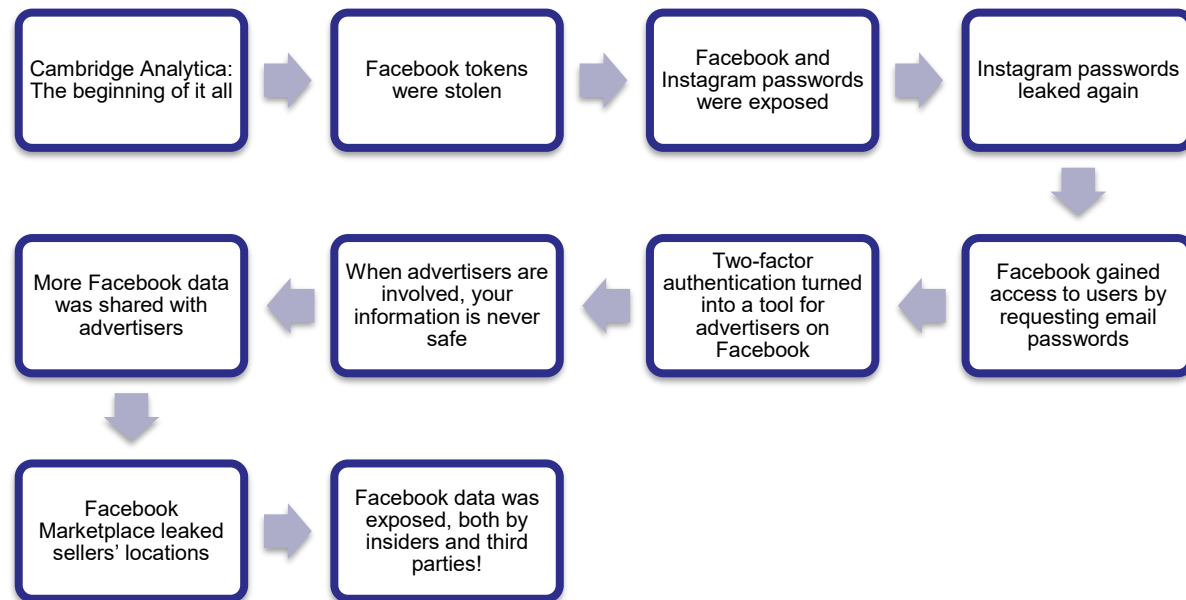 Cambridge Analytica:
The beginning of it all
Facebook tokens
were stolen
Facebook and
Instagram passwords
were exposed
Instagram passwords
leaked again
Facebook gained
access to users by
requesting email
passwords
Two-factor
authentication turned
into a tool for
advertisers on
Facebook
When advertisers are
involved, your
information is never
safe
More Facebook data
was shared with
advertisers
Facebook
Marketplace leaked
sellers’ locations
Facebook data was
exposed, both by
insiders and third
parties!